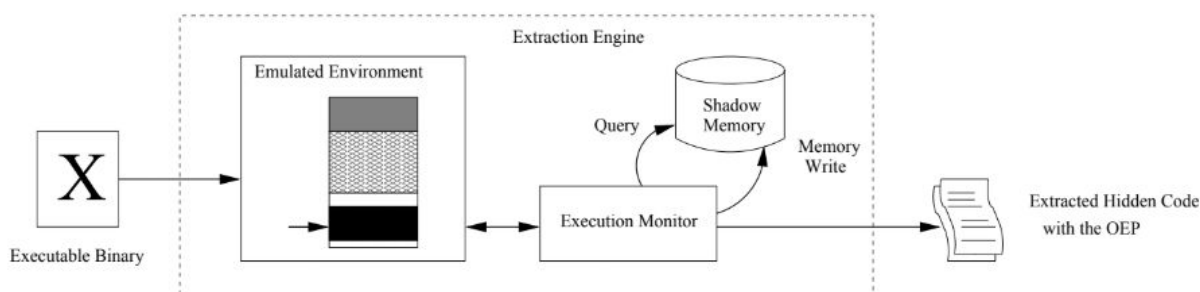 Extraction Engine
Emulated Environment
Shadow
Memory
Query
Memory
Write
X
Execution Monitor
Extracted Hidden Code
with the OEP
Executable Binary